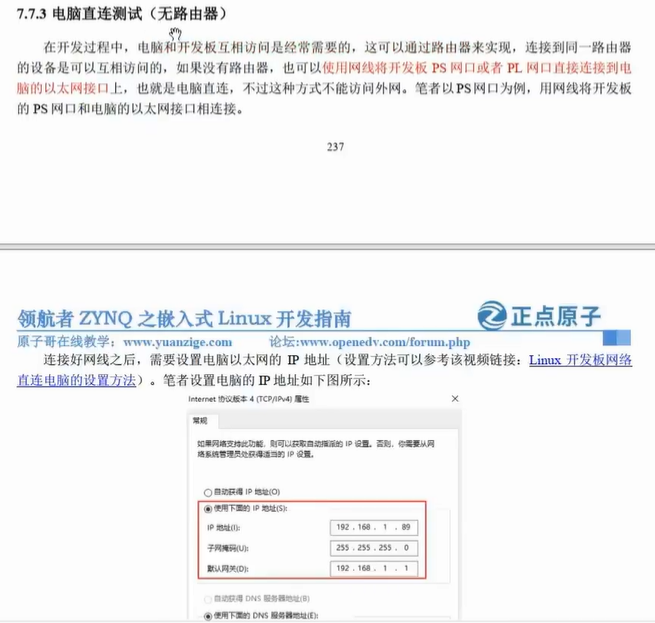 7.7.3 电脑直连测试（无路由器）
在开发过程中，电脑和开发板互相访问是经常需要的，这可以通过路由器来实现，连接到同一路由器
的设备是可以互相访问的，如果没有路由器，也可以使用网线将开发板 PS 网口或者 PL 网口直接连接到电
脑的以太网接口上，也就是电脑直连，不过这种方式不能访问外网。笔者以 PS 网口为例，用网线将开发板
的 PS 网口和电脑的以太网接口相连接。
237
领航者 ZYNQ 之嵌入式 Linux 开发指南
正点原子
原子哥在线教学：www.yuanzige.com 论坛:www.openedv.com/forum.php
连接好网线之后，需要设置电脑以太网的 IP 地址（设置方法可以参考该视频链接：Linux 开发板网络
直连电脑的设置方法）。笔者设置电脑的 IP 地址如下图所示：
Internet 协议版本 4 (TCP/IPv4) 属性
常规
如果网络支持此功能，则可以获取自动指派的 IP 设置。否则，你需要从网
络系统管理员处获得适当的 IP 设置。
自动获得 IP 地址(O)
使用下面的 IP 地址(S):
IP 地址(I): 192 . 168 . 1 . 89
子网掩码(U): 255 . 255 . 255 . 0
默认网关(D): 192 . 168 . 1 . 1
自动获得 DNS 服务器地址(B)
使用下面的 DNS 服务器地址(E):